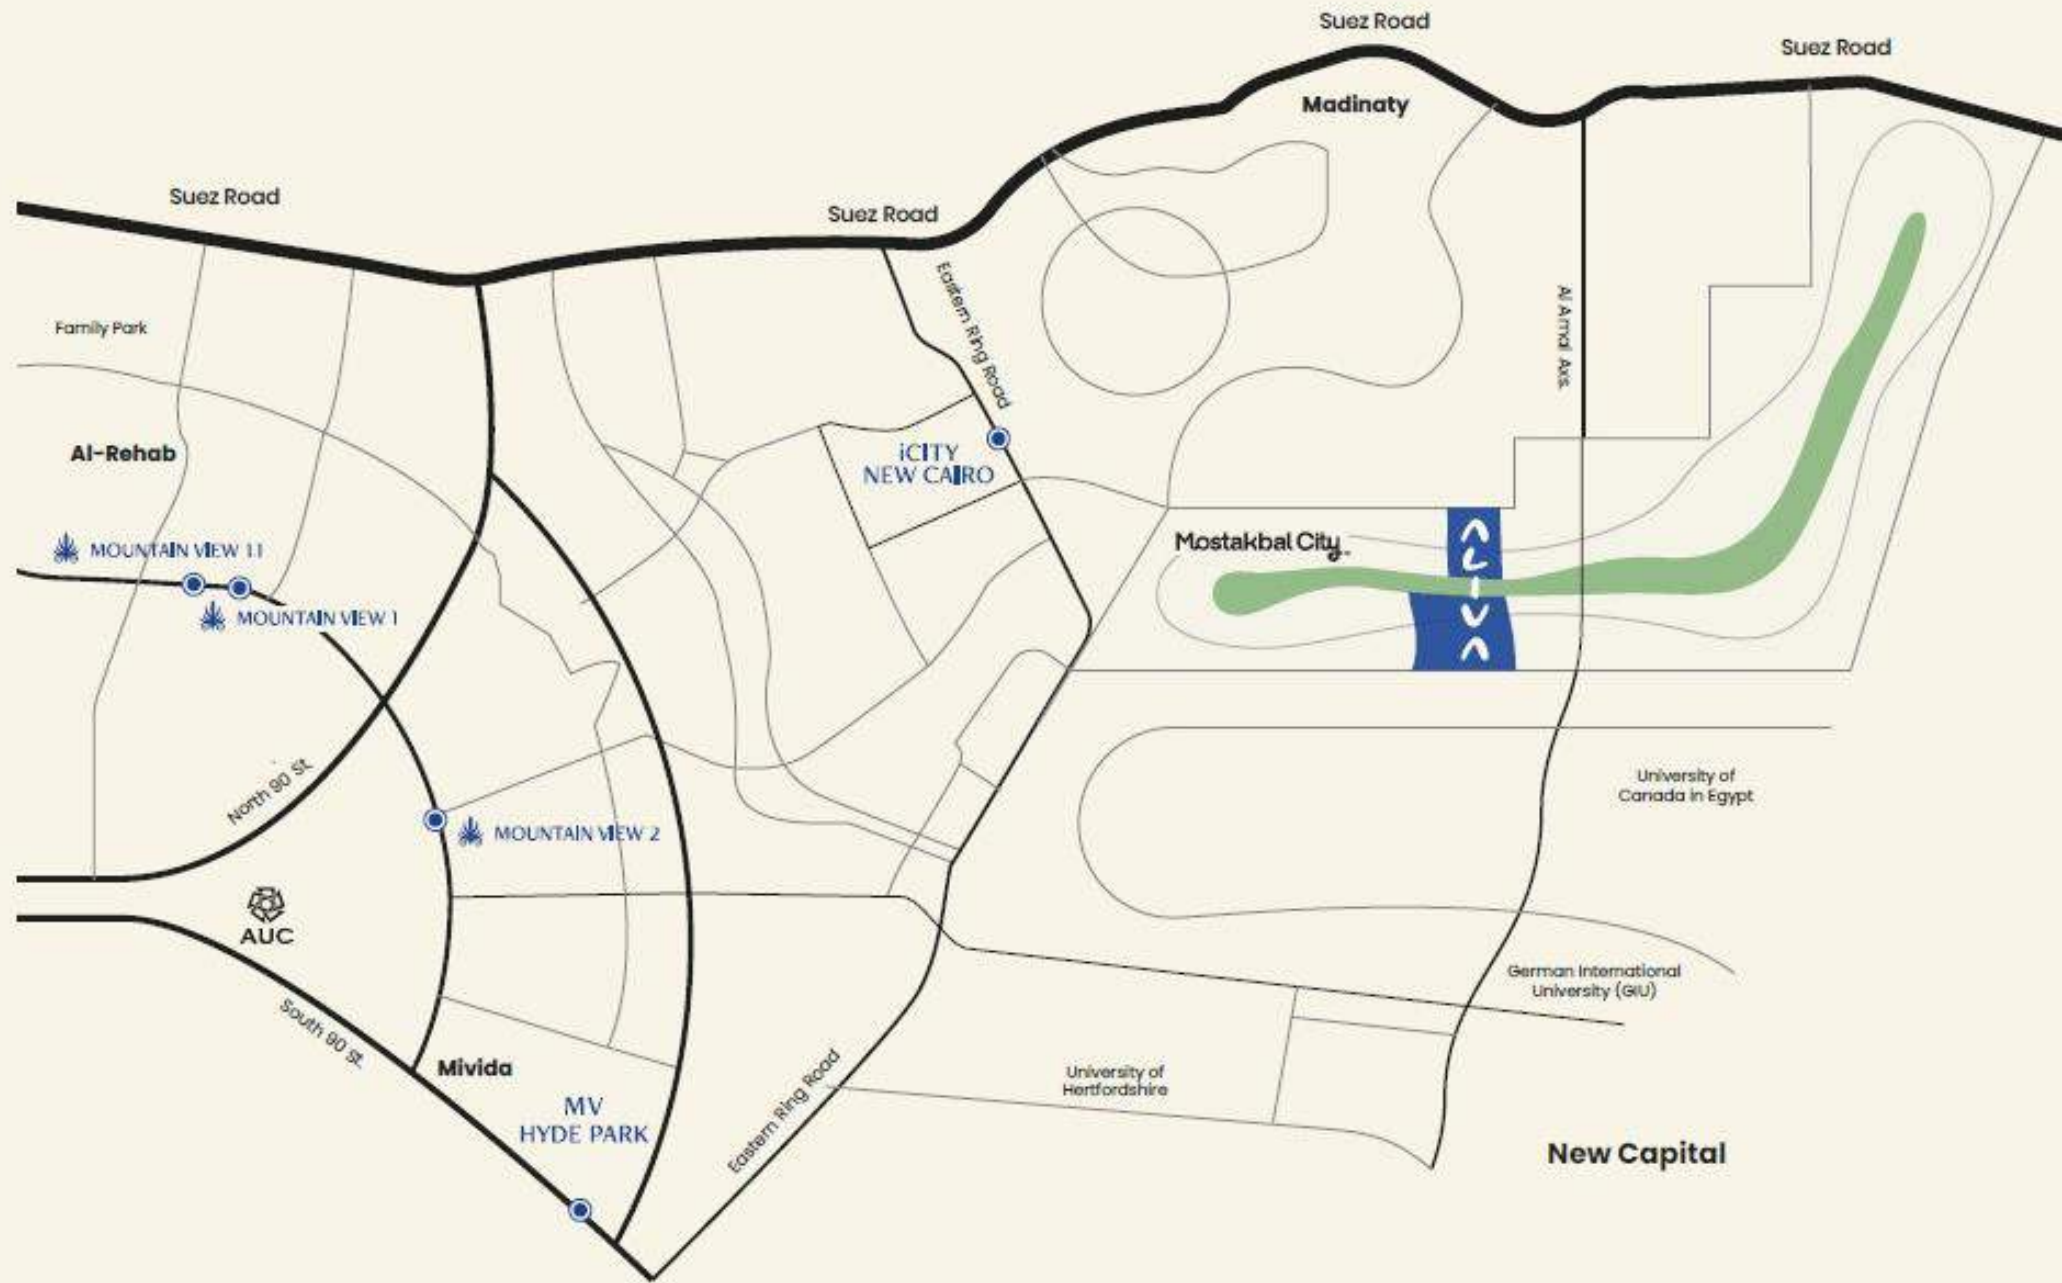 Suez Road
Suez Road
Madinaty
Suez Road
Suez Road
Eastern Ring Road
Al Amal Axis.
Family Park
Al-Rehab
iCITY
NEW CAIRO
MOUNTAIN VIEW 1.1
MOUNTAIN VIEW 1
Mostakbal City
ALIVA
North 90 St.
MOUNTAIN VIEW 2
University of
Canada in Egypt
AUC
South 90 St.
German International
University (GIU)
Mivida
MV
HYDE PARK
Eastern Ring Road
University of
Hertfordshire
New Capital